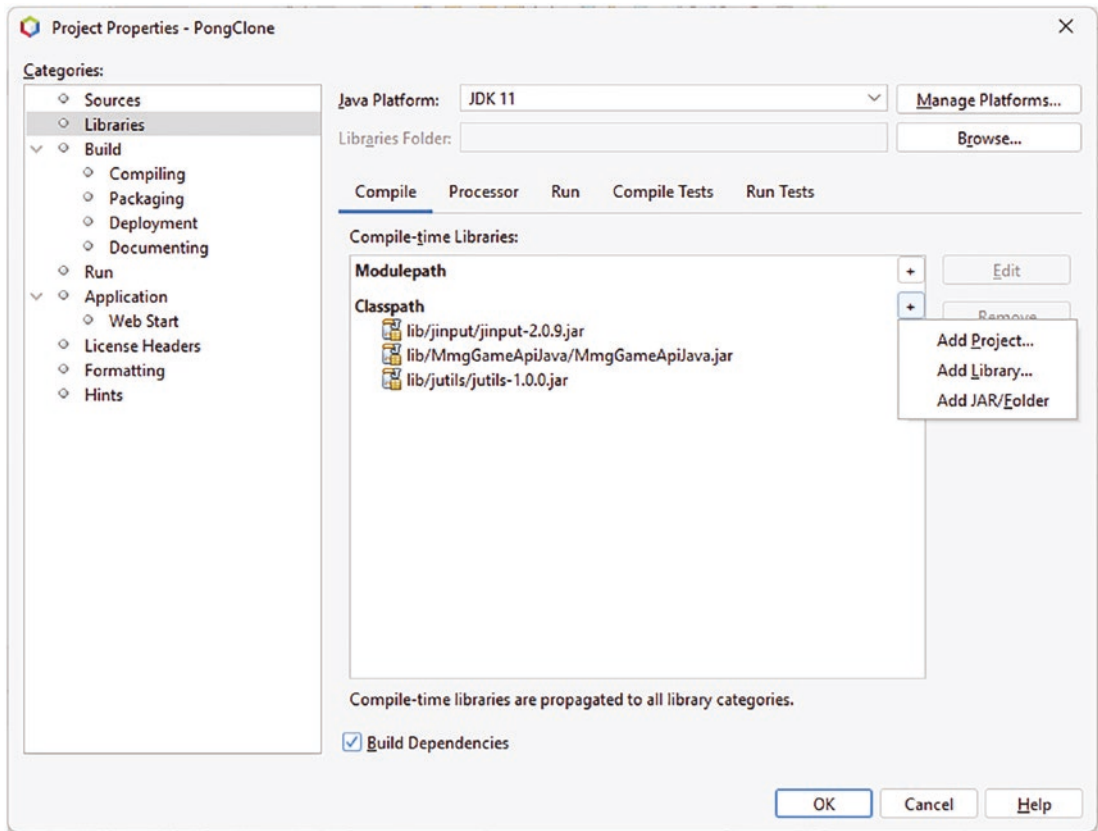 Project Properties - PongClone
Categories:
Sources
Libraries
Build
Compiling
Packaging
Deployment
Documenting
Run
Application
Web Start
License Headers
Formatting
Hints
Java Platform: JDK 11 Manage Platforms...
Libraries Folder: Browse...
Compile Processor Run Compile Tests Run Tests
Compile-time Libraries:
Modulepath + Edit
Classpath + Remove
lib/jinput/jinput-2.0.9.jar
lib/MmgGameApiJava/MmgGameApiJava.jar
lib/jutils/jutils-1.0.0.jar
Add Project...
Add Library...
Add JAR/Folder
Compile-time libraries are propagated to all library categories.
Build Dependencies
OK Cancel Help